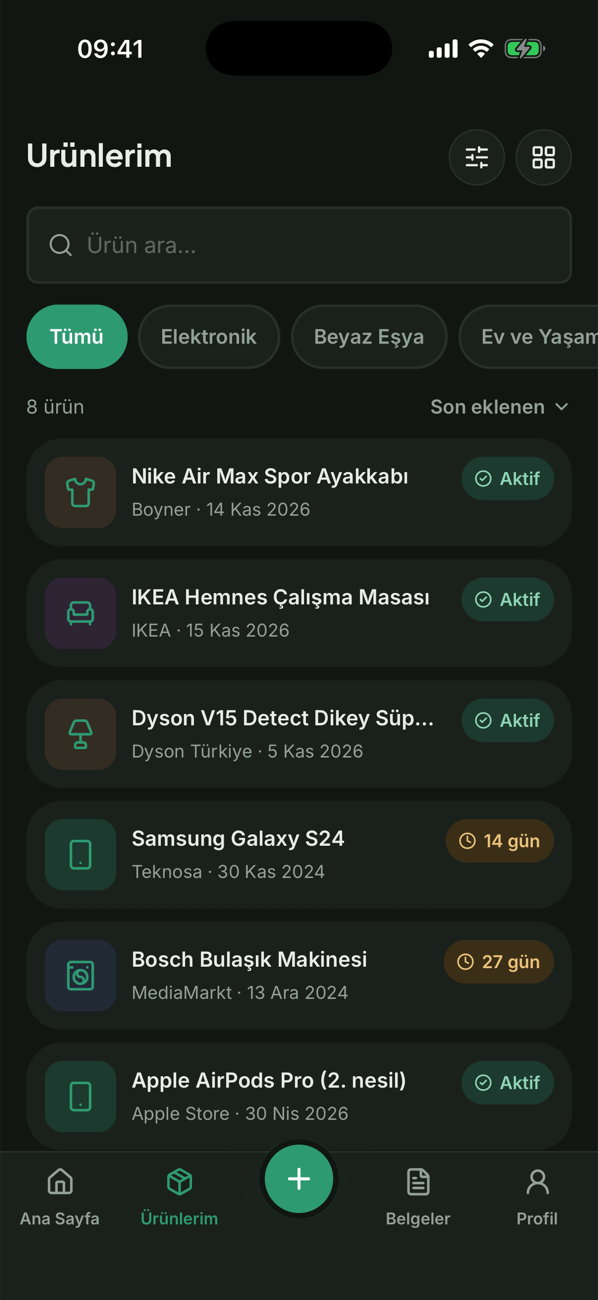 09:41
Ürünlerim
Ürün ara...
Tümü
Elektronik
Beyaz Eşya
Ev ve Yaşam
8 ürün
Son eklenen
Nike Air Max Spor Ayakkabı
Aktif
Boyner · 14 Kas 2026
IKEA Hemnes Çalışma Masası
Aktif
IKEA · 15 Kas 2026
Dyson V15 Detect Dikey Süp...
Aktif
Dyson Türkiye · 5 Kas 2026
Samsung Galaxy S24
14 gün
Teknosa · 30 Kas 2024
Bosch Bulaşık Makinesi
27 gün
MediaMarkt · 13 Ara 2024
Apple AirPods Pro (2. nesil)
Aktif
Apple Store · 30 Nis 2026
Ana Sayfa
Ürünlerim
Belgeler
Profil